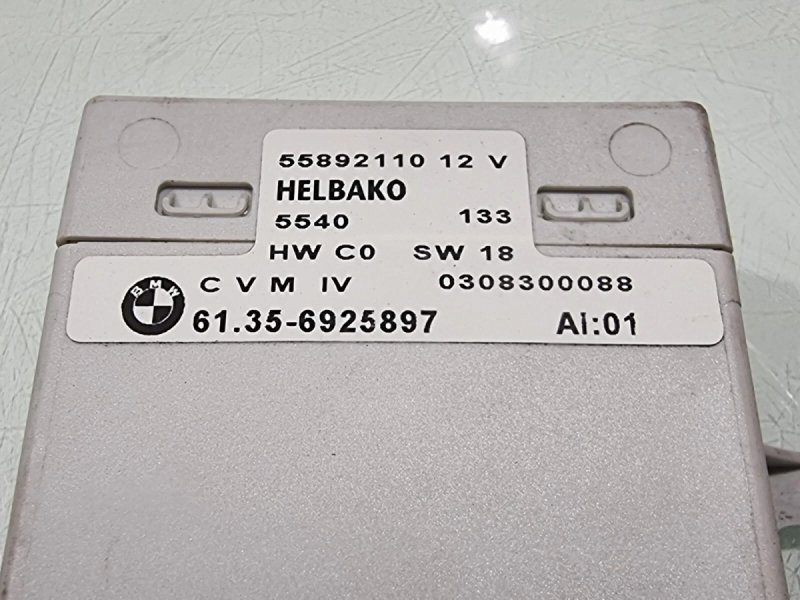 55892110 12 V
HELBAKO
5540 133
HW C0 SW 18
BMW
C V M IV 0308300088
61.35-6925897 AI:01